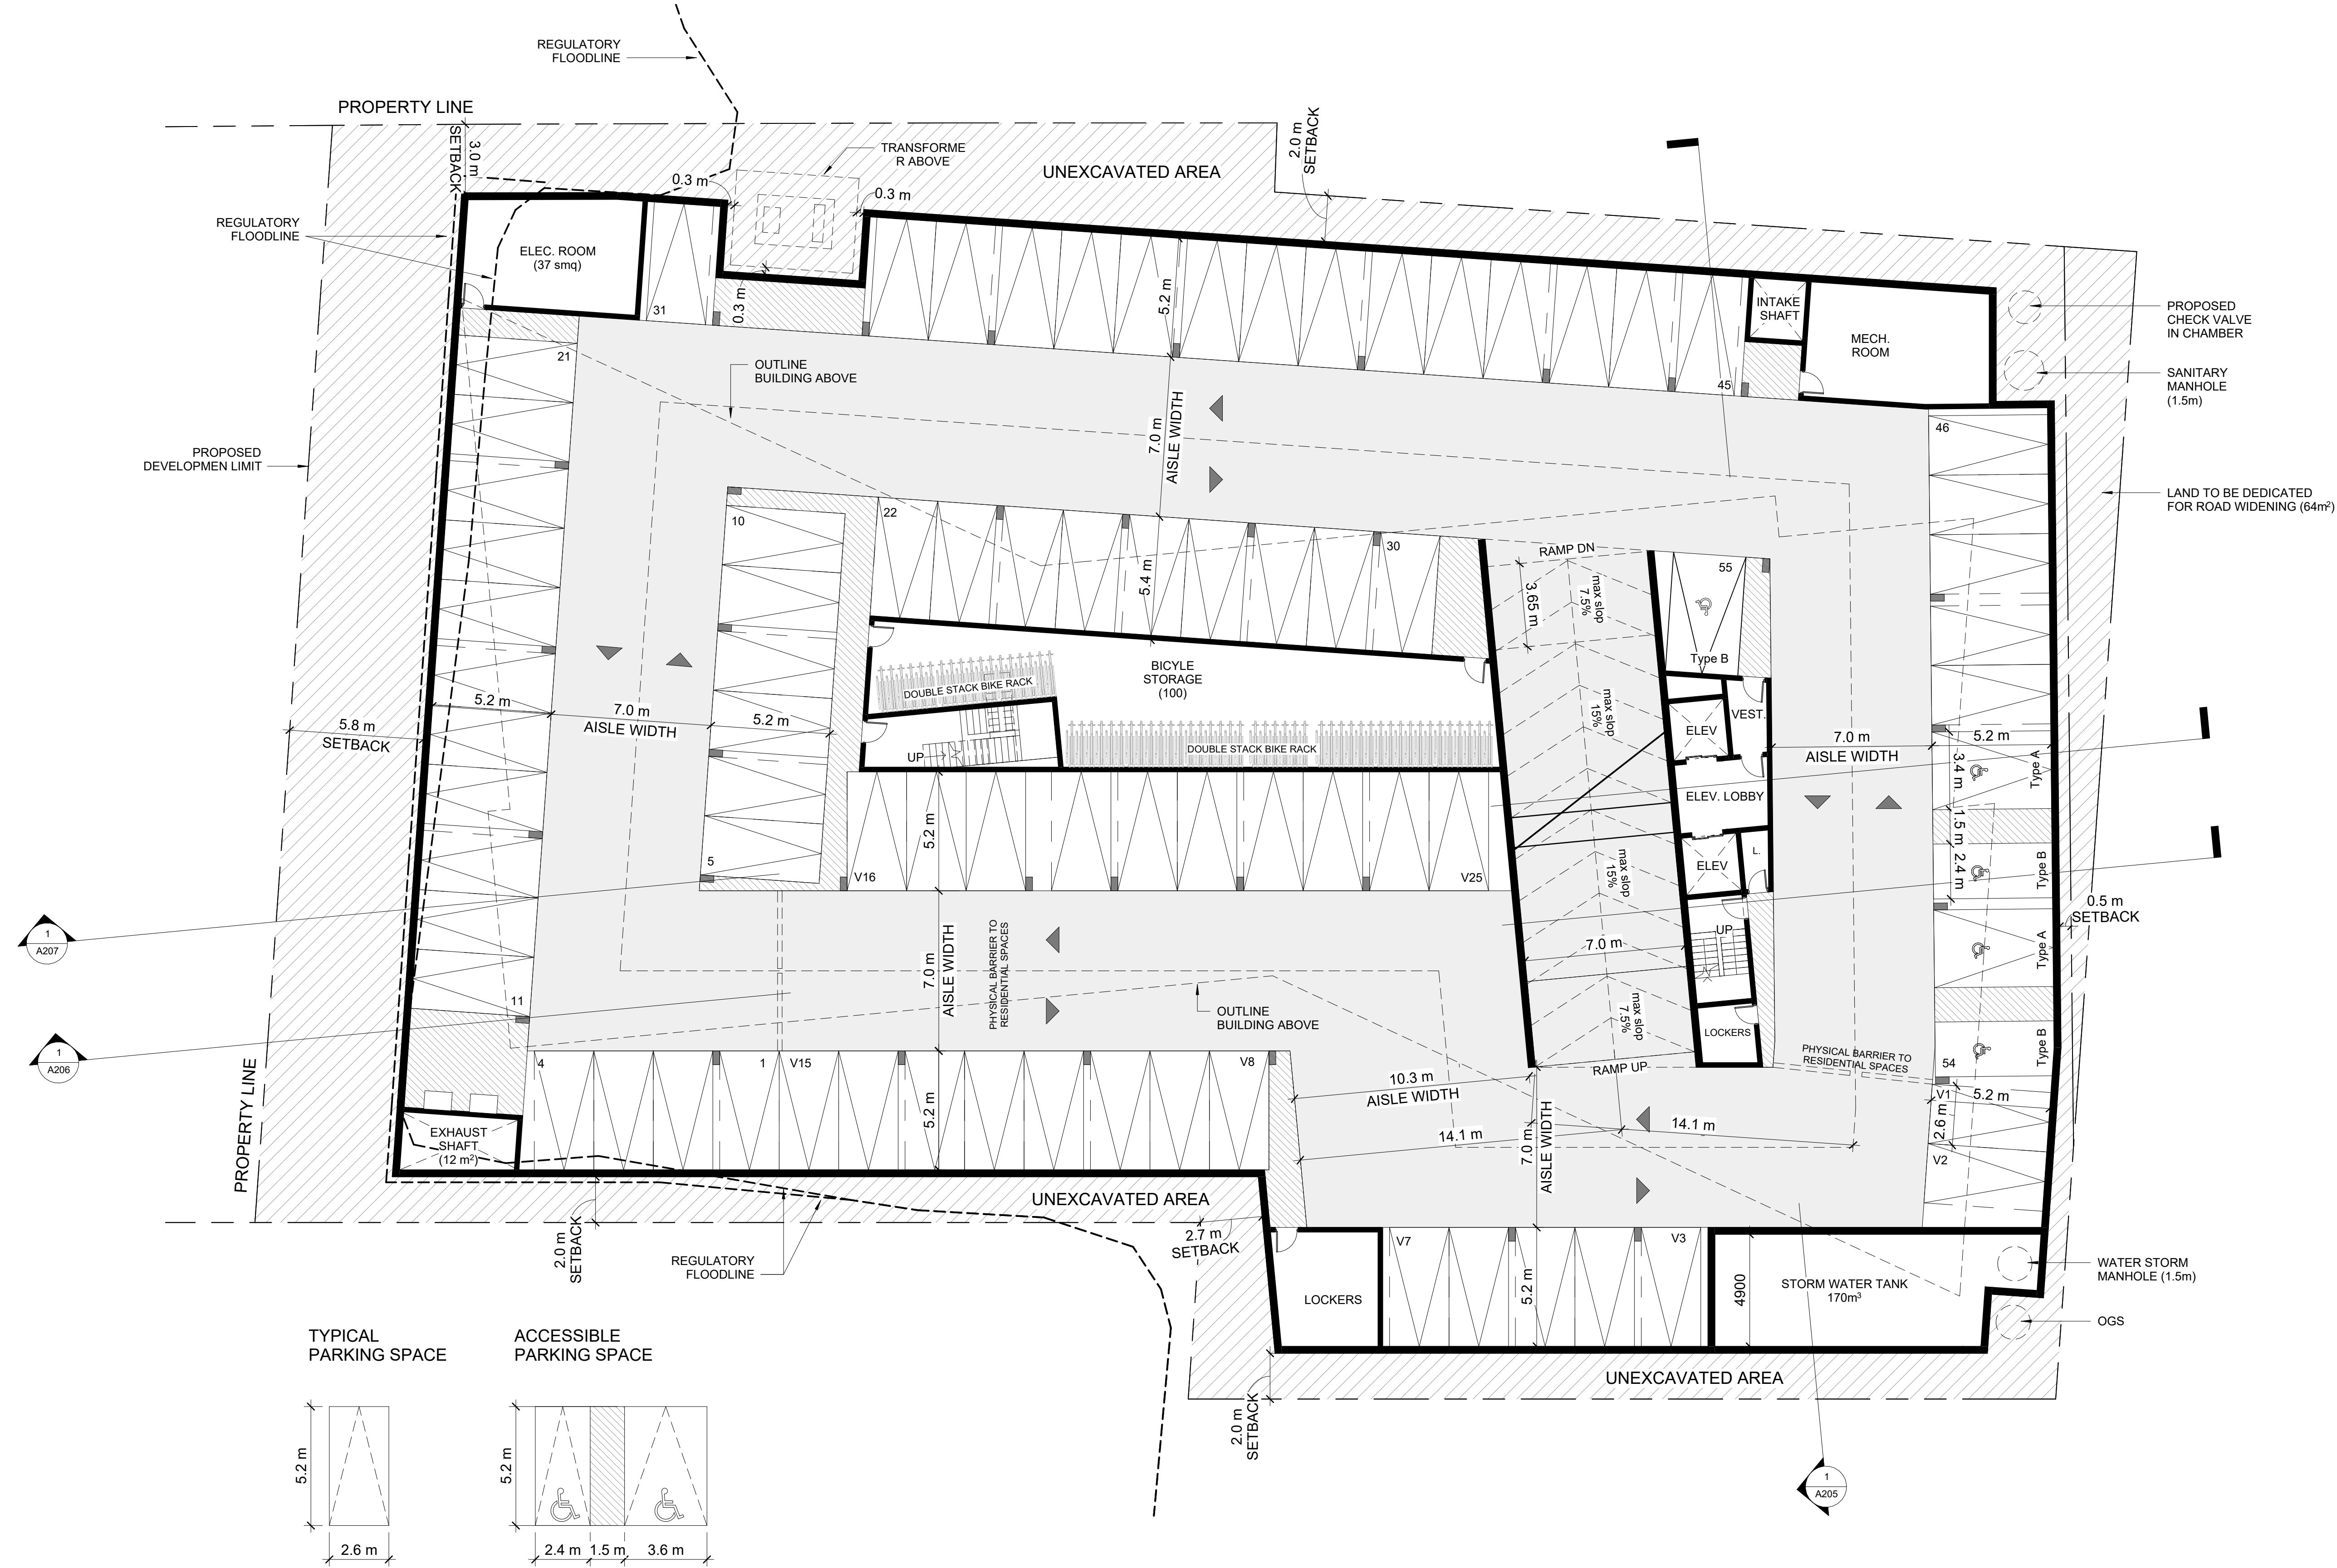 REGULATORY
FLOODLINE
PROPERTY LINE
SETBACK
3.0 m
0.3 m
TRANSFORME
R ABOVE
0.3 m
UNEXCAVATED AREA
2.0 m
SETBACK
REGULATORY
FLOODLINE
ELEC. ROOM
(37 smq)
31
0.3 m
5.2 m
INTAKE
SHAFT
MECH.
ROOM
PROPOSED
CHECK VALVE
IN CHAMBER
SANITARY
MANHOLE
(1.5m)
21
OUTLINE
BUILDING ABOVE
45
46
7.0 m
AISLE WIDTH
PROPOSED
DEVELOPMEN LIMIT
LAND TO BE DEDICATED
FOR ROAD WIDENING (64m²)
10
22
30
5.4 m
RAMP DN
3.65 m
max slop
7.5%
55
Type B
BICYLE
STORAGE
(100)
DOUBLE STACK BIKE RACK
DOUBLE STACK BIKE RACK
UP
max slop
15%
ELEV
VEST.
ELEV. LOBBY
ELEV
L.
5.8 m
SETBACK
5.2 m
7.0 m
AISLE WIDTH
5.2 m
7.0 m
AISLE WIDTH
5.2 m
3.4 m
Type A
1.5 m
2.4 m
Type B
5.2 m
5
V16
V25
max slop
15%
0.5 m
SETBACK
1
A207
1
A206
7.0 m
AISLE WIDTH
PHYSICAL BARRIER TO
RESIDENTIAL SPACES
7.0 m
UP
Type A
11
OUTLINE
BUILDING ABOVE
max slop
7.5%
LOCKERS
PHYSICAL BARRIER TO
RESIDENTIAL SPACES
54
Type B
4
1
V15
V8
RAMP UP
10.3 m
AISLE WIDTH
V1
5.2 m
2.6 m
V2
PROPERTY LINE
EXHAUST
SHAFT
(12 m²)
5.2 m
14.1 m
14.1 m
7.0 m
AISLE WIDTH
UNEXCAVATED AREA
2.0 m
SETBACK
REGULATORY
FLOODLINE
2.7 m
SETBACK
V7
V3
5.2 m
LOCKERS
4900
STORM WATER TANK
170m³
WATER STORM
MANHOLE (1.5m)
OGS
UNEXCAVATED AREA
2.0 m
SETBACK
1
A205
TYPICAL
PARKING SPACE
5.2 m
2.6 m
ACCESSIBLE
PARKING SPACE
5.2 m
2.4 m
1.5 m
3.6 m